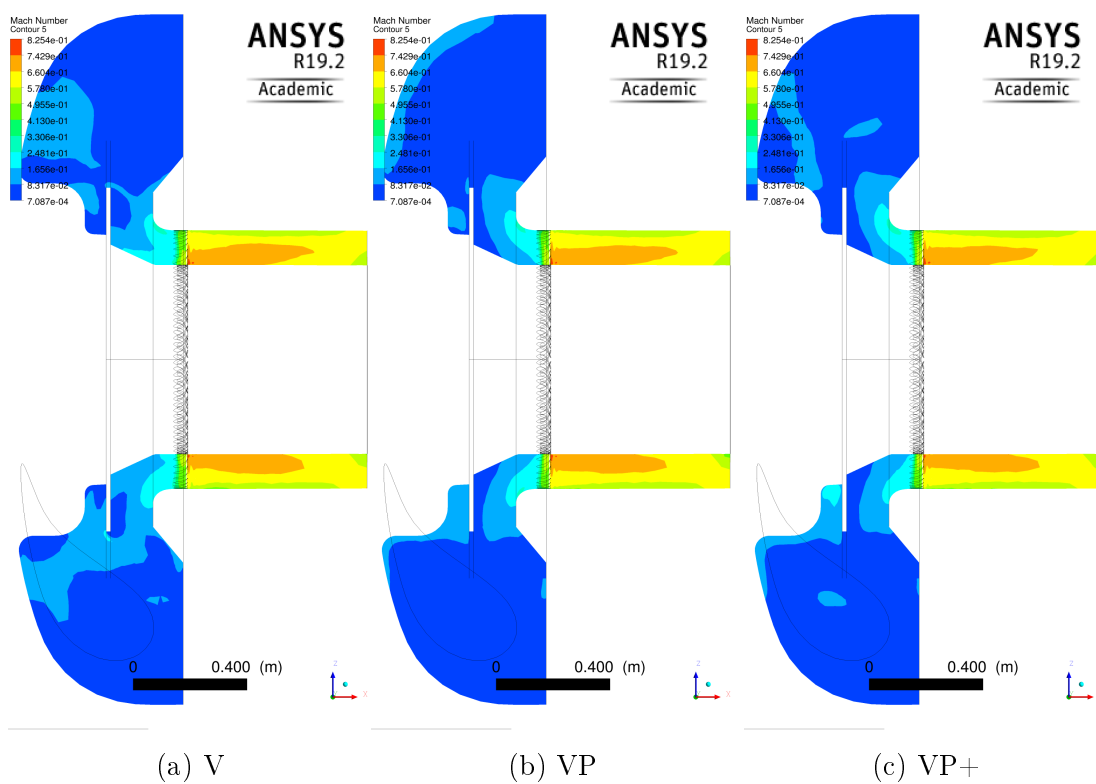 Mach Number
Contour 5
8.254e-01
7.429e-01
6.604e-01
5.780e-01
4.955e-01
4.130e-01
3.306e-01
2.481e-01
1.656e-01
8.317e-02
7.087e-04
ANSYS
R19.2
Academic
0 0.400 (m)
Z
X
(a) V
Mach Number
Contour 5
8.254e-01
7.429e-01
6.604e-01
5.780e-01
4.955e-01
4.130e-01
3.306e-01
2.481e-01
1.656e-01
8.317e-02
7.087e-04
ANSYS
R19.2
Academic
0 0.400 (m)
Z
X
(b) VP
Mach Number
Contour 5
8.254e-01
7.429e-01
6.604e-01
5.780e-01
4.955e-01
4.130e-01
3.306e-01
2.481e-01
1.656e-01
8.317e-02
7.087e-04
ANSYS
R19.2
Academic
0 0.400 (m)
Z
X
(c) VP+